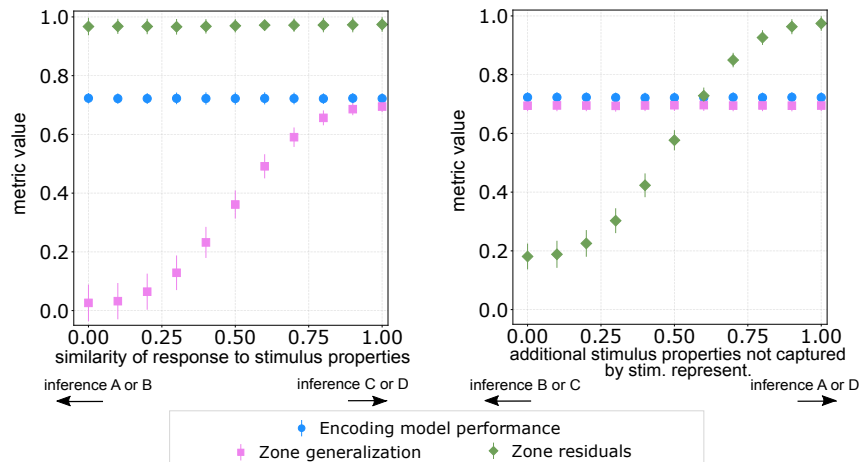 1.0
0.8
0.6
0.4
0.2
0.0
metric value
0.00 0.25 0.50 0.75 1.00
similarity of response to stimulus properties
inference A or B
inference C or D
1.0
0.8
0.6
0.4
0.2
0.0
metric value
0.00 0.25 0.50 0.75 1.00
additional stimulus properties not captured
by stim. represent.
inference B or C
inference A or D
Encoding model performance
Zone generalization Zone residuals